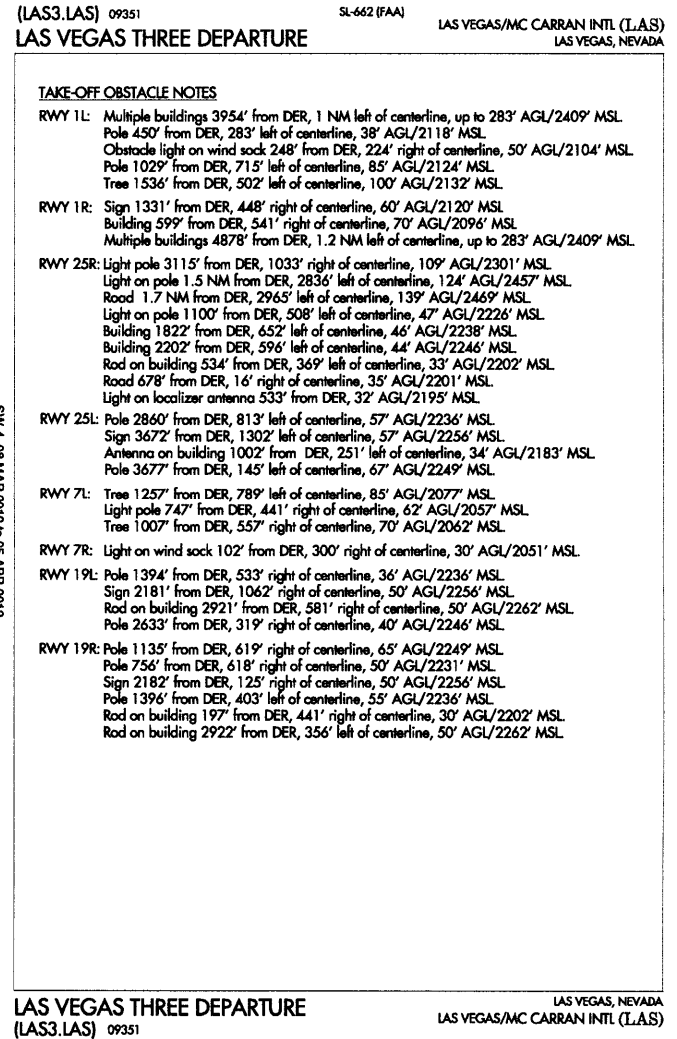 (LAS3.LAS) 09351
SL-662 (FAA)
LAS VEGAS/MC CARRAN INTL (LAS)
LAS VEGAS THREE DEPARTURE
LAS VEGAS, NEVADA
TAKE-OFF OBSTACLE NOTES
RWY 1L: Multiple buildings 3954' from DER, 1 NM left of centerline, up to 283' AGL/2409' MSL.
Pole 450' from DER, 283' left of centerline, 38' AGL/2118' MSL.
Obstacle light on wind sock 248' from DER, 224' right of centerline, 50' AGL/2104' MSL.
Pole 1029' from DER, 715' left of centerline, 85' AGL/2124' MSL.
Tree 1536' from DER, 502' left of centerline, 100' AGL/2132' MSL.
RWY 1R: Sign 1331' from DER, 448' right of centerline, 60' AGL/2120' MSL.
Building 599' from DER, 541' right of centerline, 70' AGL/2096' MSL.
Multiple buildings 4878' from DER, 1.2 NM left of centerline, up to 283' AGL/2409' MSL.
RWY 25R: Light pole 3115' from DER, 1033' right of centerline, 109' AGL/2301' MSL.
Light on pole 1.5 NM from DER, 2836' left of centerline, 124' AGL/2457' MSL.
Road 1.7 NM from DER, 2965' left of centerline, 139' AGL/2469' MSL.
Light on pole 1100' from DER, 508' left of centerline, 47' AGL/2226' MSL.
Building 1822' from DER, 652' left of centerline, 46' AGL/2238' MSL.
Building 2202' from DER, 596' left of centerline, 44' AGL/2246' MSL.
Rod on building 534' from DER, 369' left of centerline, 33' AGL/2202' MSL.
Road 678' from DER, 16' right of centerline, 35' AGL/2201' MSL.
Light on localizer antenna 533' from DER, 32' AGL/2195' MSL.
RWY 25L: Pole 2860' from DER, 813' left of centerline, 57' AGL/2236' MSL.
Sign 3672' from DER, 1302' left of centerline, 57' AGL/2256' MSL.
Antenna on building 1002' from DER, 251' left of centerline, 34' AGL/2183' MSL.
Pole 3677' from DER, 145' left of centerline, 67' AGL/2249' MSL.
RWY 7L: Tree 1257' from DER, 789' left of centerline, 85' AGL/2077' MSL.
Light pole 747' from DER, 441' right of centerline, 62' AGL/2057' MSL.
Tree 1007' from DER, 557' right of centerline, 70' AGL/2062' MSL.
RWY 7R: Light on wind sock 102' from DER, 300' right of centerline, 30' AGL/2051' MSL.
RWY 19L: Pole 1394' from DER, 533' right of centerline, 36' AGL/2236' MSL.
Sign 2181' from DER, 1062' right of centerline, 50' AGL/2256' MSL.
Rod on building 2921' from DER, 581' right of centerline, 50' AGL/2262' MSL.
Pole 2633' from DER, 319' right of centerline, 40' AGL/2246' MSL.
RWY 19R: Pole 1135' from DER, 619' right of centerline, 65' AGL/2249' MSL.
Pole 756' from DER, 618' right of centerline, 50' AGL/2231' MSL.
Sign 2182' from DER, 125' right of centerline, 50' AGL/2256' MSL.
Pole 1396' from DER, 403' left of centerline, 55' AGL/2236' MSL.
Rod on building 197' from DER, 441' right of centerline, 30' AGL/2202' MSL.
Rod on building 2922' from DER, 356' left of centerline, 50' AGL/2262' MSL.
LAS VEGAS THREE DEPARTURE
LAS VEGAS, NEVADA
(LAS3.LAS) 09351
LAS VEGAS/MC CARRAN INTL (LAS)